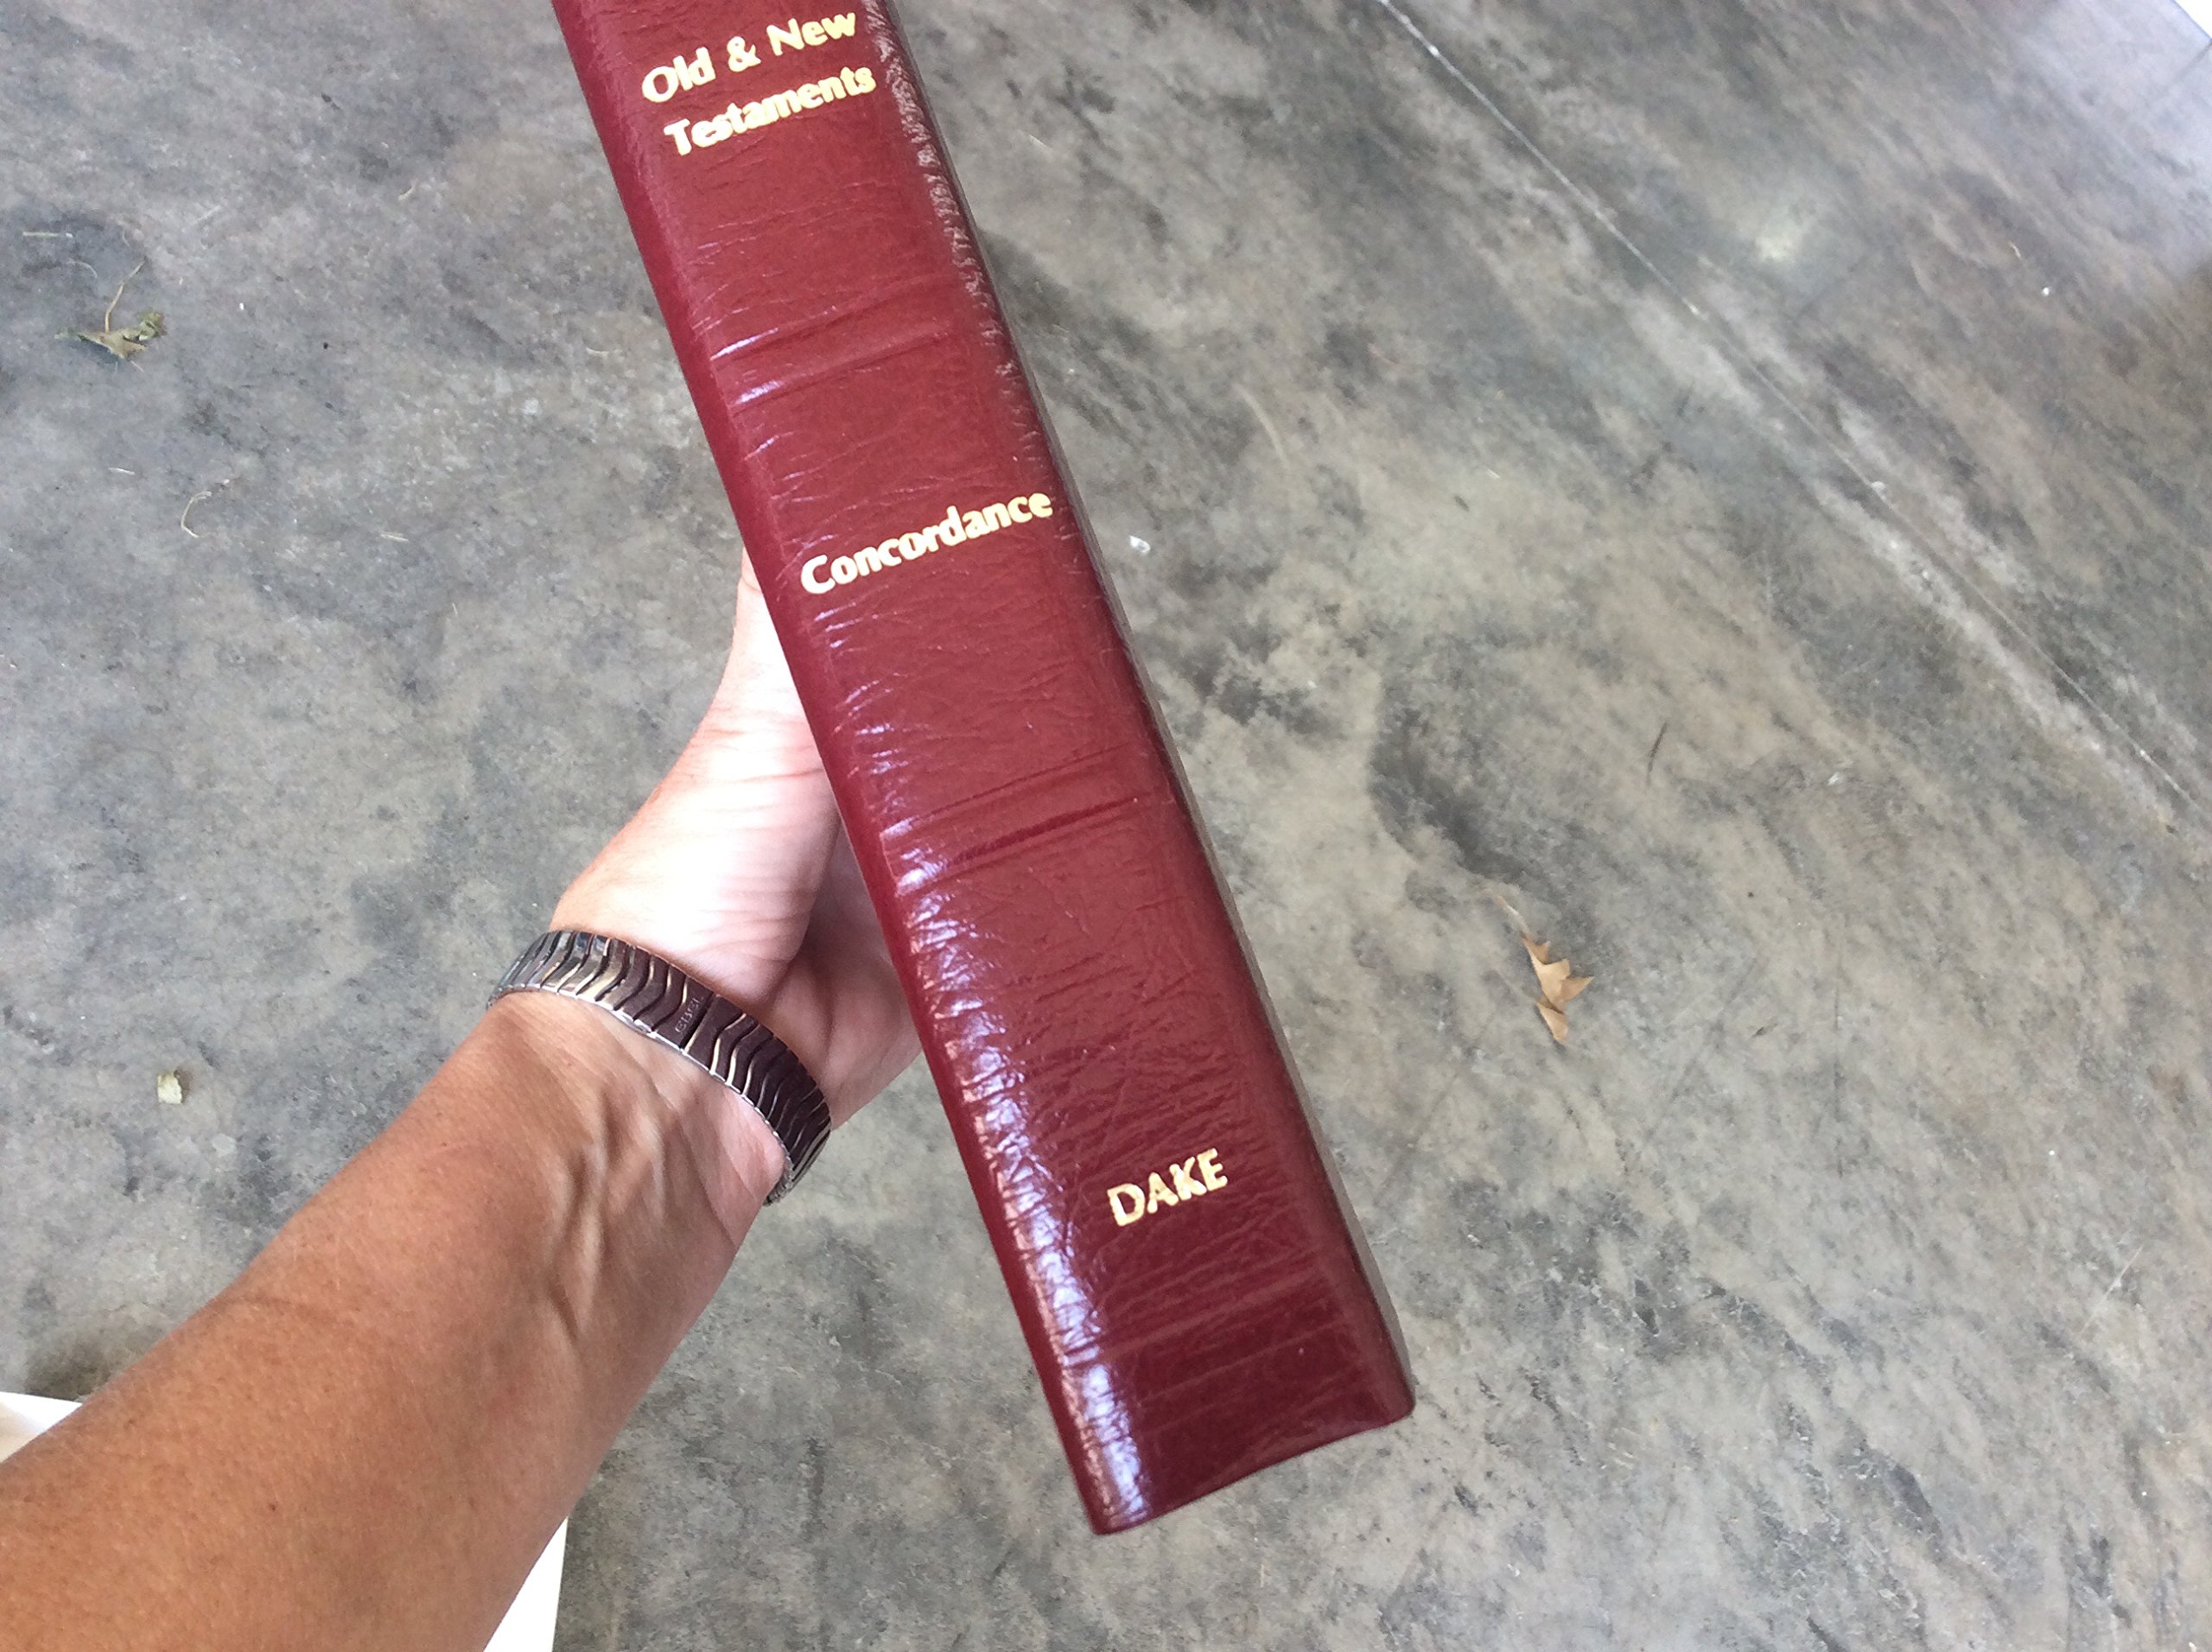 Old & New
Testaments
Concordance
DAKE